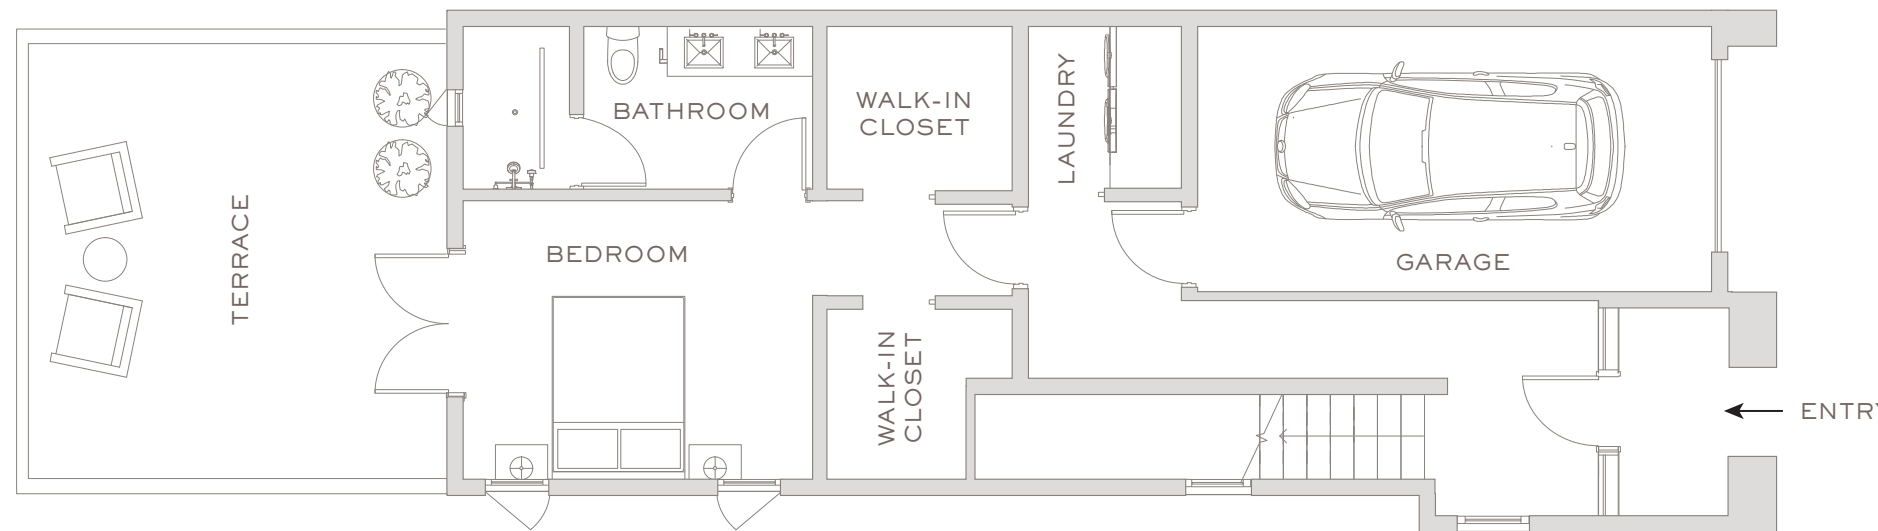 BATHROOM
WALK-IN
CLOSET
LAUNDRY
TERRACE
BEDROOM
GARAGE
WALK-IN
CLOSET
ENTRY